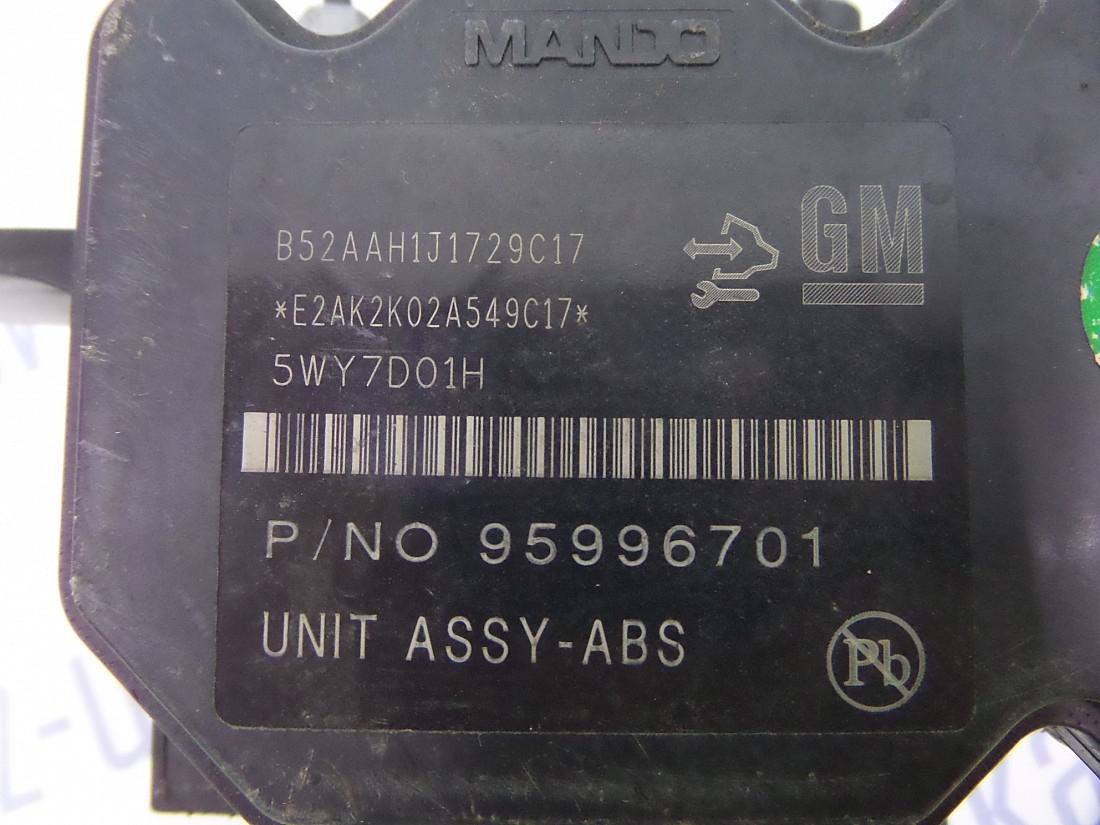 MANDO
GM
B52AAH1J1729C17
*E2AK2K02A549C17*
5WY7D01H
P/NO 95996701
UNIT ASSY-ABS
Pb